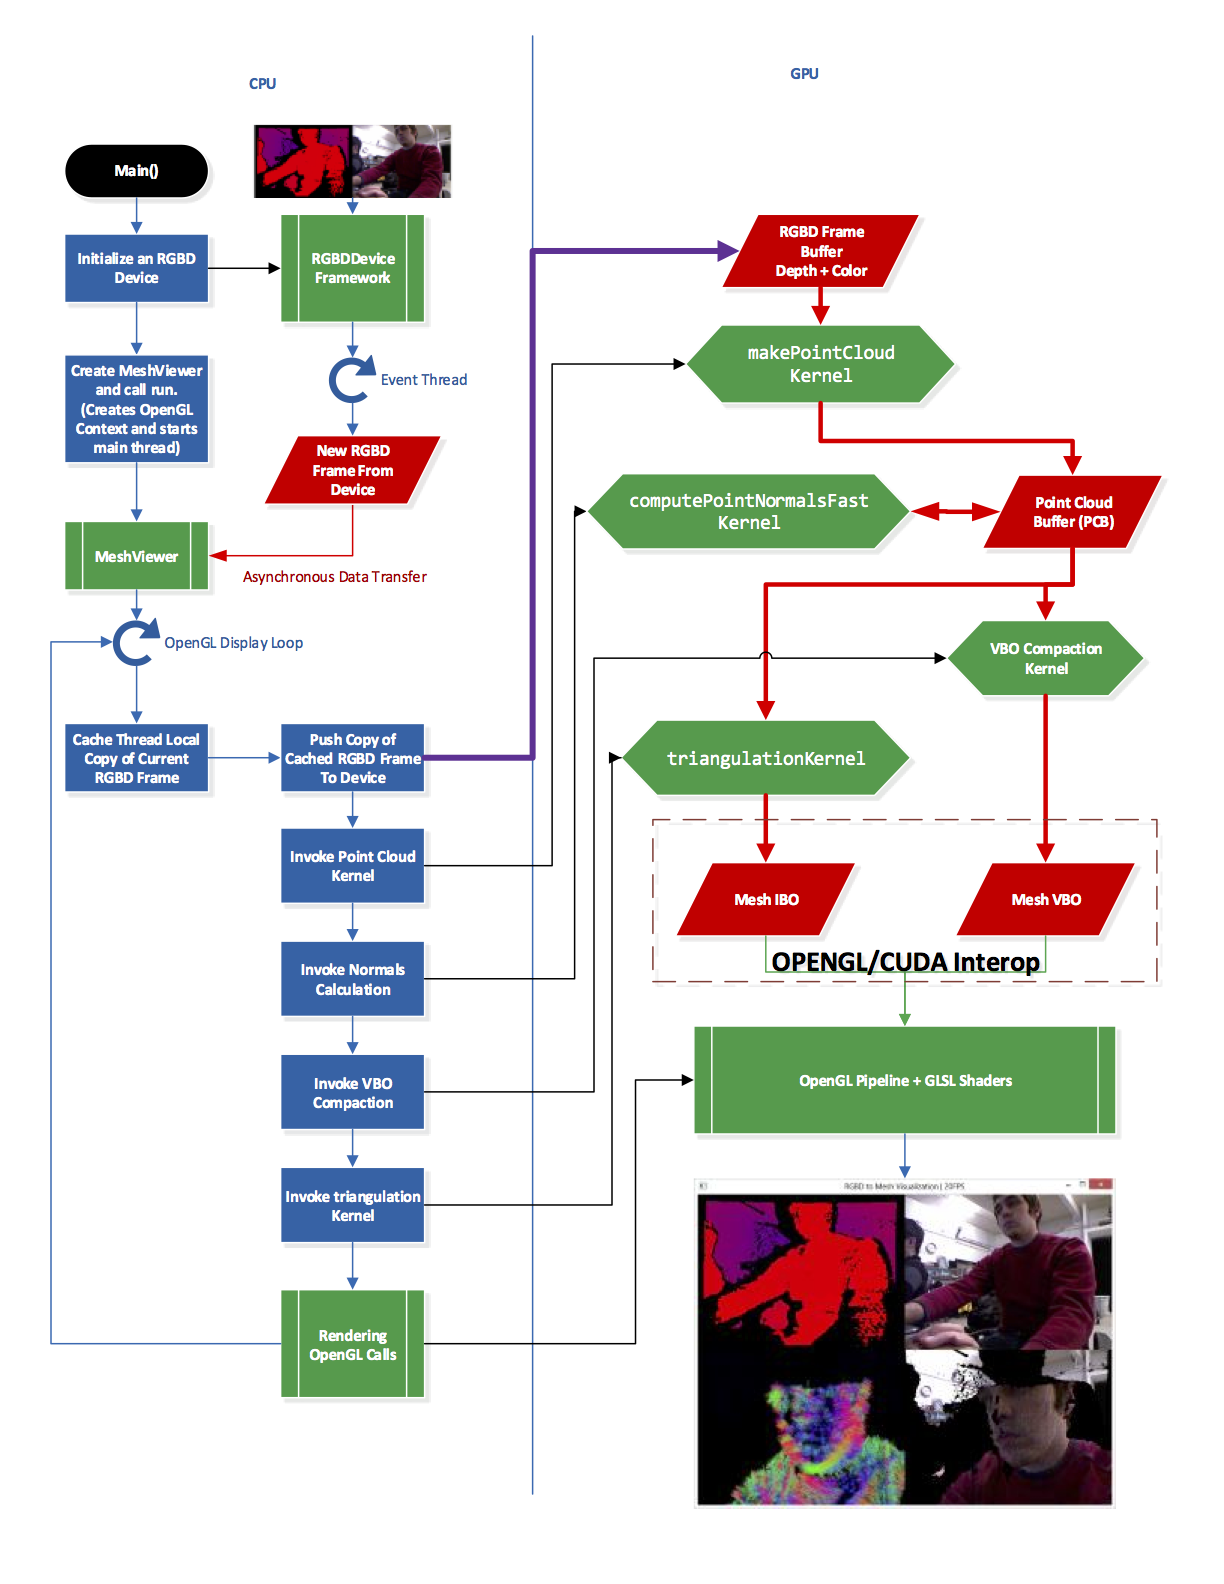 CPU
GPU
Main()
Initialize an RGBD
Device
RGBDDevice
Framework
Create MeshViewer
and call run.
(Creates OpenGL
Context and starts
main thread)
Event Thread
New RGBD
Frame From
Device
MeshViewer
Asynchronous Data Transfer
OpenGL Display Loop
Cache Thread Local
Copy of Current
RGBD Frame
Push Copy of
Cached RGBD Frame
To Device
Invoke Point Cloud
Kernel
Invoke Normals
Calculation
Invoke VBO
Compaction
Invoke triangulation
Kernel
Rendering
OpenGL Calls
RGBD Frame
Buffer
Depth + Color
makePointCloud
Kernel
computePointNormalsFast
Kernel
Point Cloud
Buffer (PCB)
VBO Compaction
Kernel
triangulationKernel
Mesh IBO
Mesh VBO
OPENGL/CUDA Interop
OpenGL Pipeline + GLSL Shaders
RGBD to Mesh Visualization | 20FPS